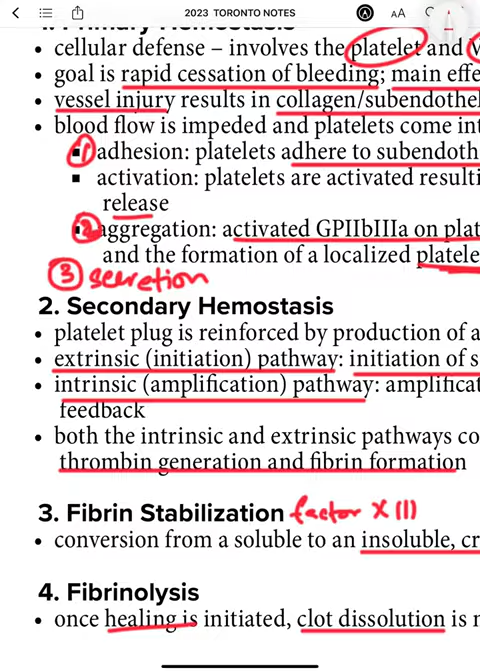 2023 TORONTO NOTES
AA
1. Primary Hemostasis
• cellular defense – involves the platelet and
• goal is rapid cessation of bleeding; main effe
• vessel injury results in collagen/subendothel
• blood flow is impeded and platelets come int
① adhesion: platelets adhere to subendoth
▪ activation: platelets are activated resulti
release
② aggregation: activated GPIIbIIIa on plat
and the formation of a localized platele
③ secretion
2. Secondary Hemostasis
• platelet plug is reinforced by production of a
• extrinsic (initiation) pathway: initiation of s
• intrinsic (amplification) pathway: amplificat
feedback
• both the intrinsic and extrinsic pathways co
thrombin generation and fibrin formation
3. Fibrin Stabilization factor XIII
• conversion from a soluble to an insoluble, cr
4. Fibrinolysis
• once healing is initiated, clot dissolution is n